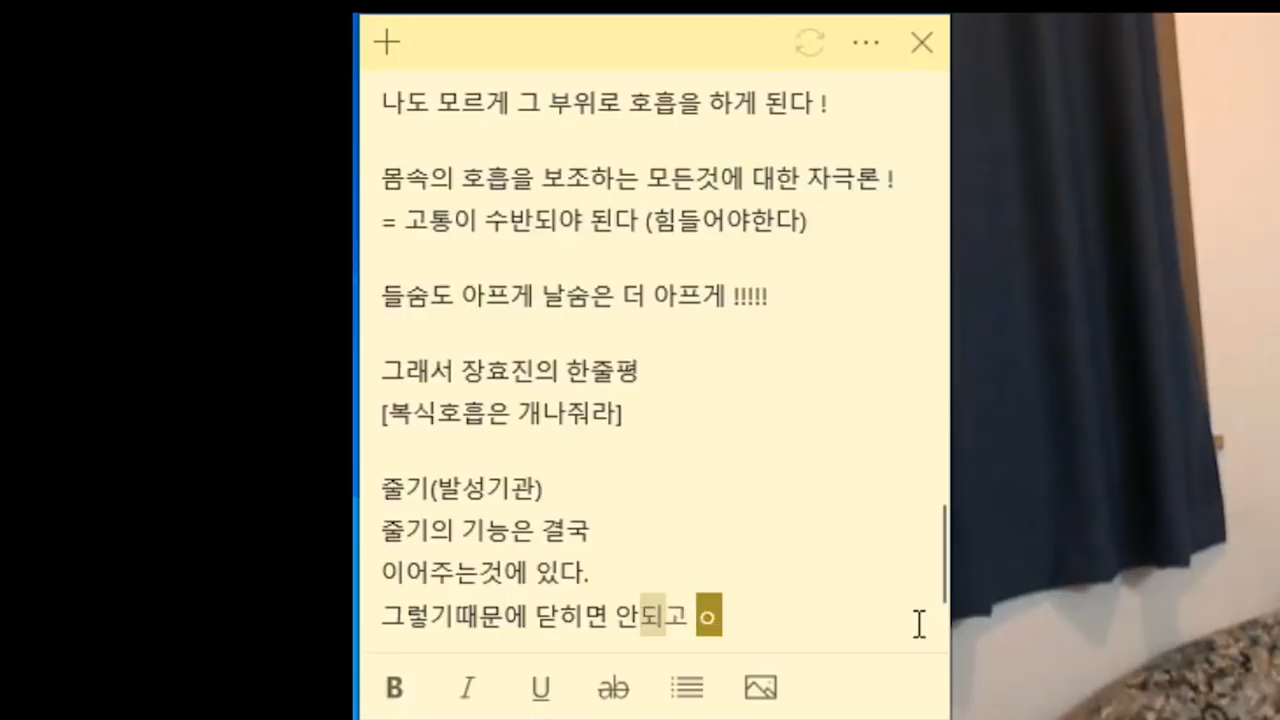 나도 모르게 그 부위로 호흡을 하게 된다 !
몸속의 호흡을 보조하는 모든것에 대한 자극론 !
= 고통이 수반되야 된다 (힘들어야한다)
들숨도 아프게 날숨은 더 아프게 !!!!!
그래서 장효진의 한줄평
[복식호흡은 개나줘라]
줄기(발성기관)
줄기의 기능은 결국
이어주는것에 있다.
그렇기때문에 닫히면 안되고 ㅇ
B I U ab